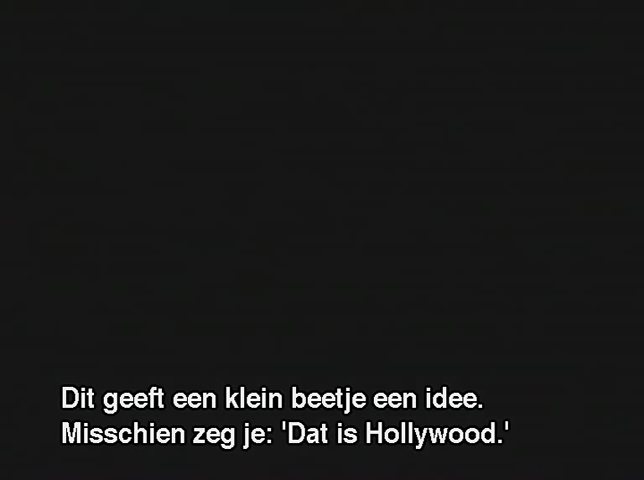 Dit geeft een klein beetje een idee.
Misschien zeg je: 'Dat is Hollywood.'